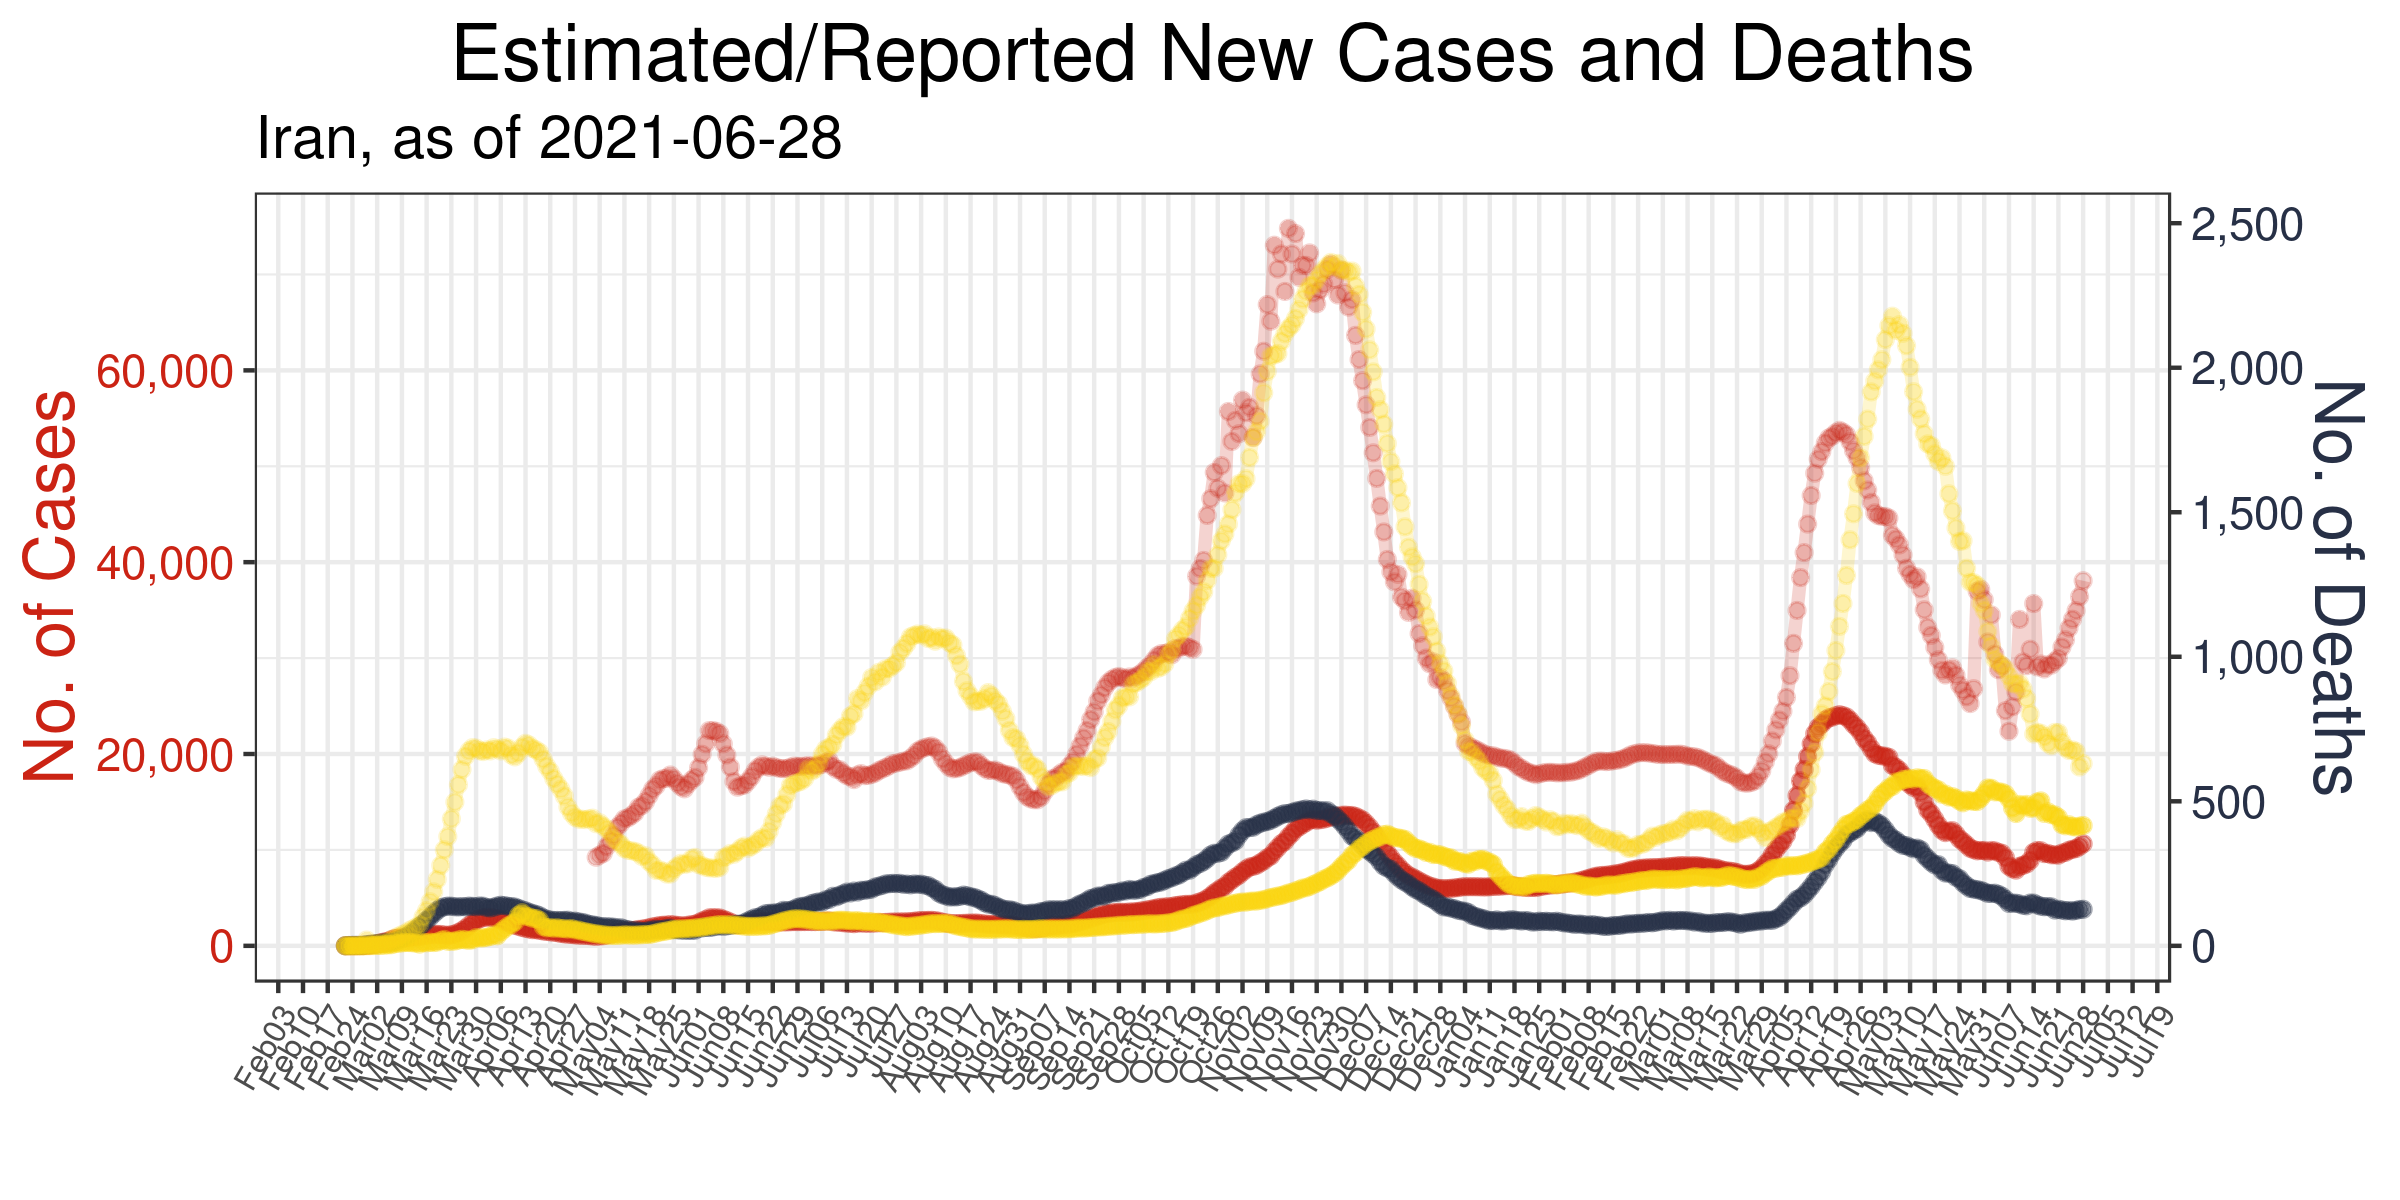 Estimated/Reported New Cases and Deaths
Iran, as of 2021-06-28
No. of Cases
60,000
40,000
20,000
0
2,500
2,000
1,500
1,000
500
0
No. of Deaths
Feb03
Feb10
Feb17
Feb24
Mar02
Mar09
Mar16
Mar23
Mar30
Apr06
Apr13
Apr20
Apr27
May04
May11
May18
May25
Jun01
Jun08
Jun15
Jun22
Jun29
Jul06
Jul13
Jul20
Jul27
Aug03
Aug10
Aug17
Aug24
Aug31
Sep07
Sep14
Sep21
Sep28
Oct05
Oct12
Oct19
Oct26
Nov02
Nov09
Nov16
Nov23
Nov30
Dec07
Dec14
Dec21
Dec28
Jan04
Jan11
Jan18
Jan25
Feb01
Feb08
Feb15
Feb22
Mar01
Mar08
Mar15
Mar22
Mar29
Apr05
Apr12
Apr19
Apr26
May03
May10
May17
May24
May31
Jun07
Jun14
Jun21
Jun28
Jul05
Jul12
Jul19